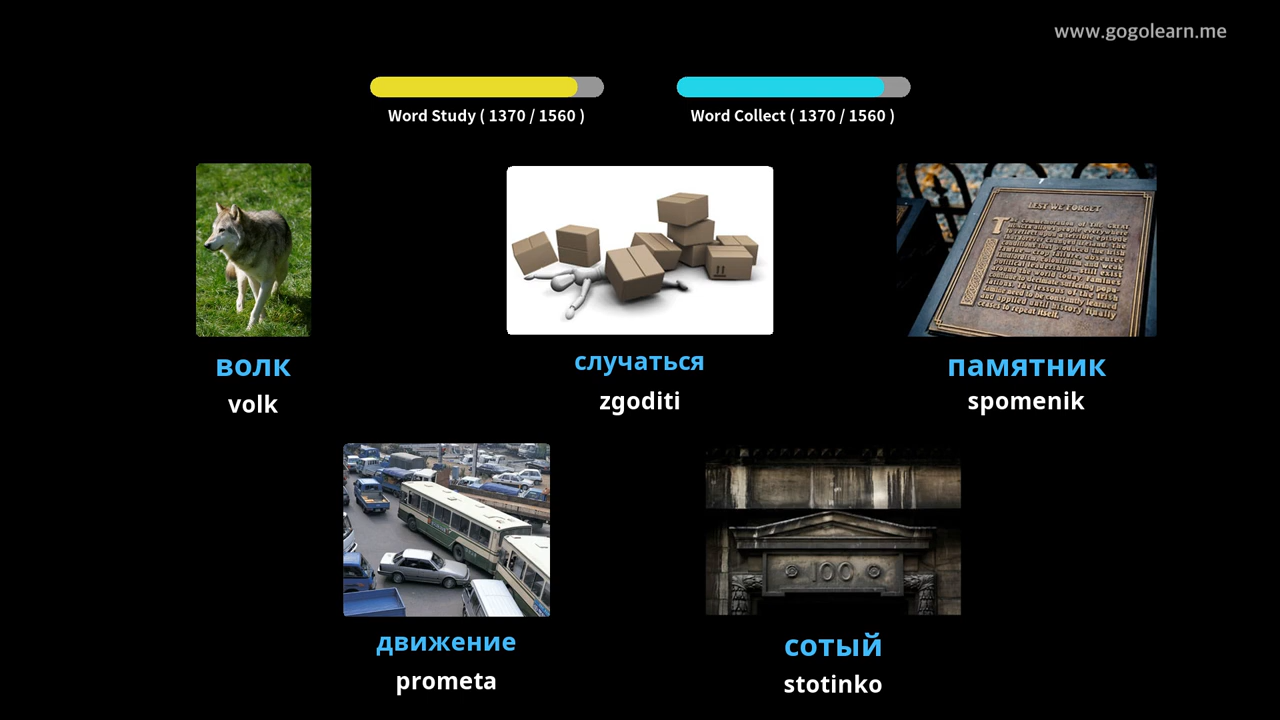 www.gogolearn.me
Word Study ( 1370 / 1560 )
Word Collect ( 1370 / 1560 )
LEST WE FORGET
волк
volk
случаться
zgoditi
памятник
spomenik
100
движение
prometa
сотый
stotinko